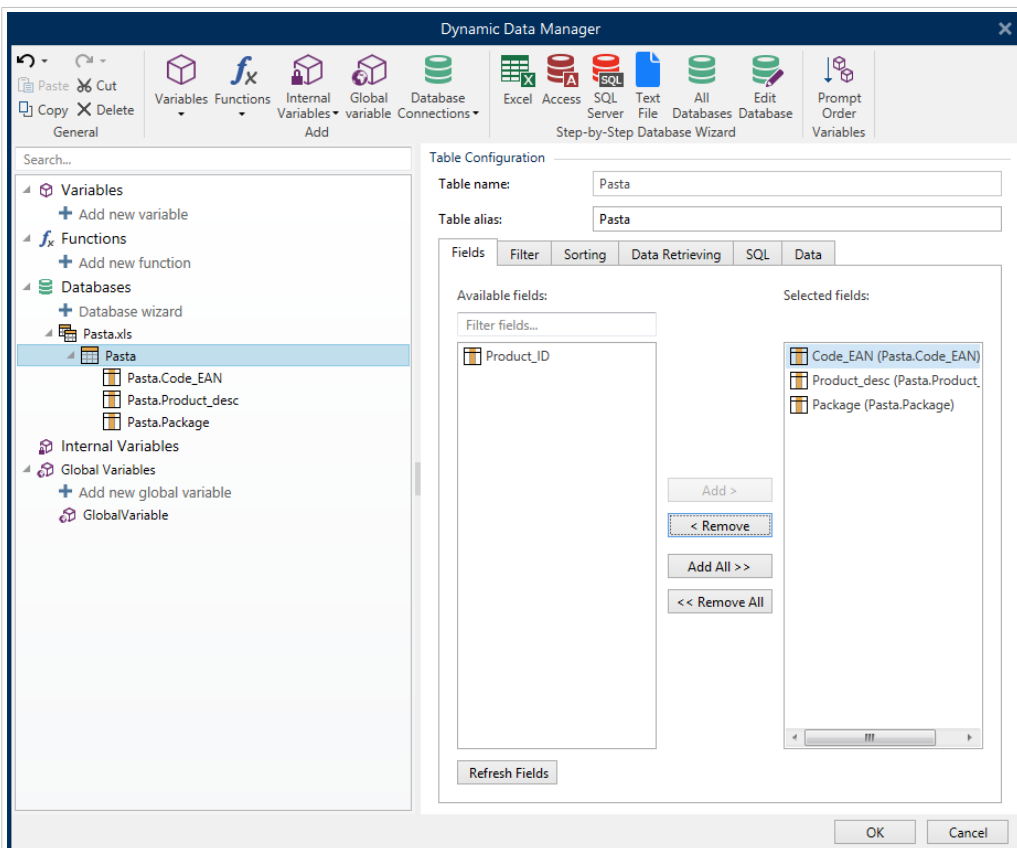 Dynamic Data Manager
Paste Cut
Copy Delete
General
Variables Functions Internal Variables Global variable Database Connections
Add
Excel Access SQL Server Text File All Databases Edit Database
Step-by-Step Database Wizard
Prompt Order
Variables
Search...
Variables
Add new variable
Functions
Add new function
Databases
Database wizard
Pasta.xls
Pasta
Pasta.Code_EAN
Pasta.Product_desc
Pasta.Package
Internal Variables
Global Variables
Add new global variable
GlobalVariable
Table Configuration
Table name: Pasta
Table alias: Pasta
Fields Filter Sorting Data Retrieving SQL Data
Available fields: Selected fields:
Filter fields...
Product_ID
Code_EAN (Pasta.Code_EAN)
Product_desc (Pasta.Product_
Package (Pasta.Package)
Add >
< Remove
Add All >>
<< Remove All
Refresh Fields
OK Cancel